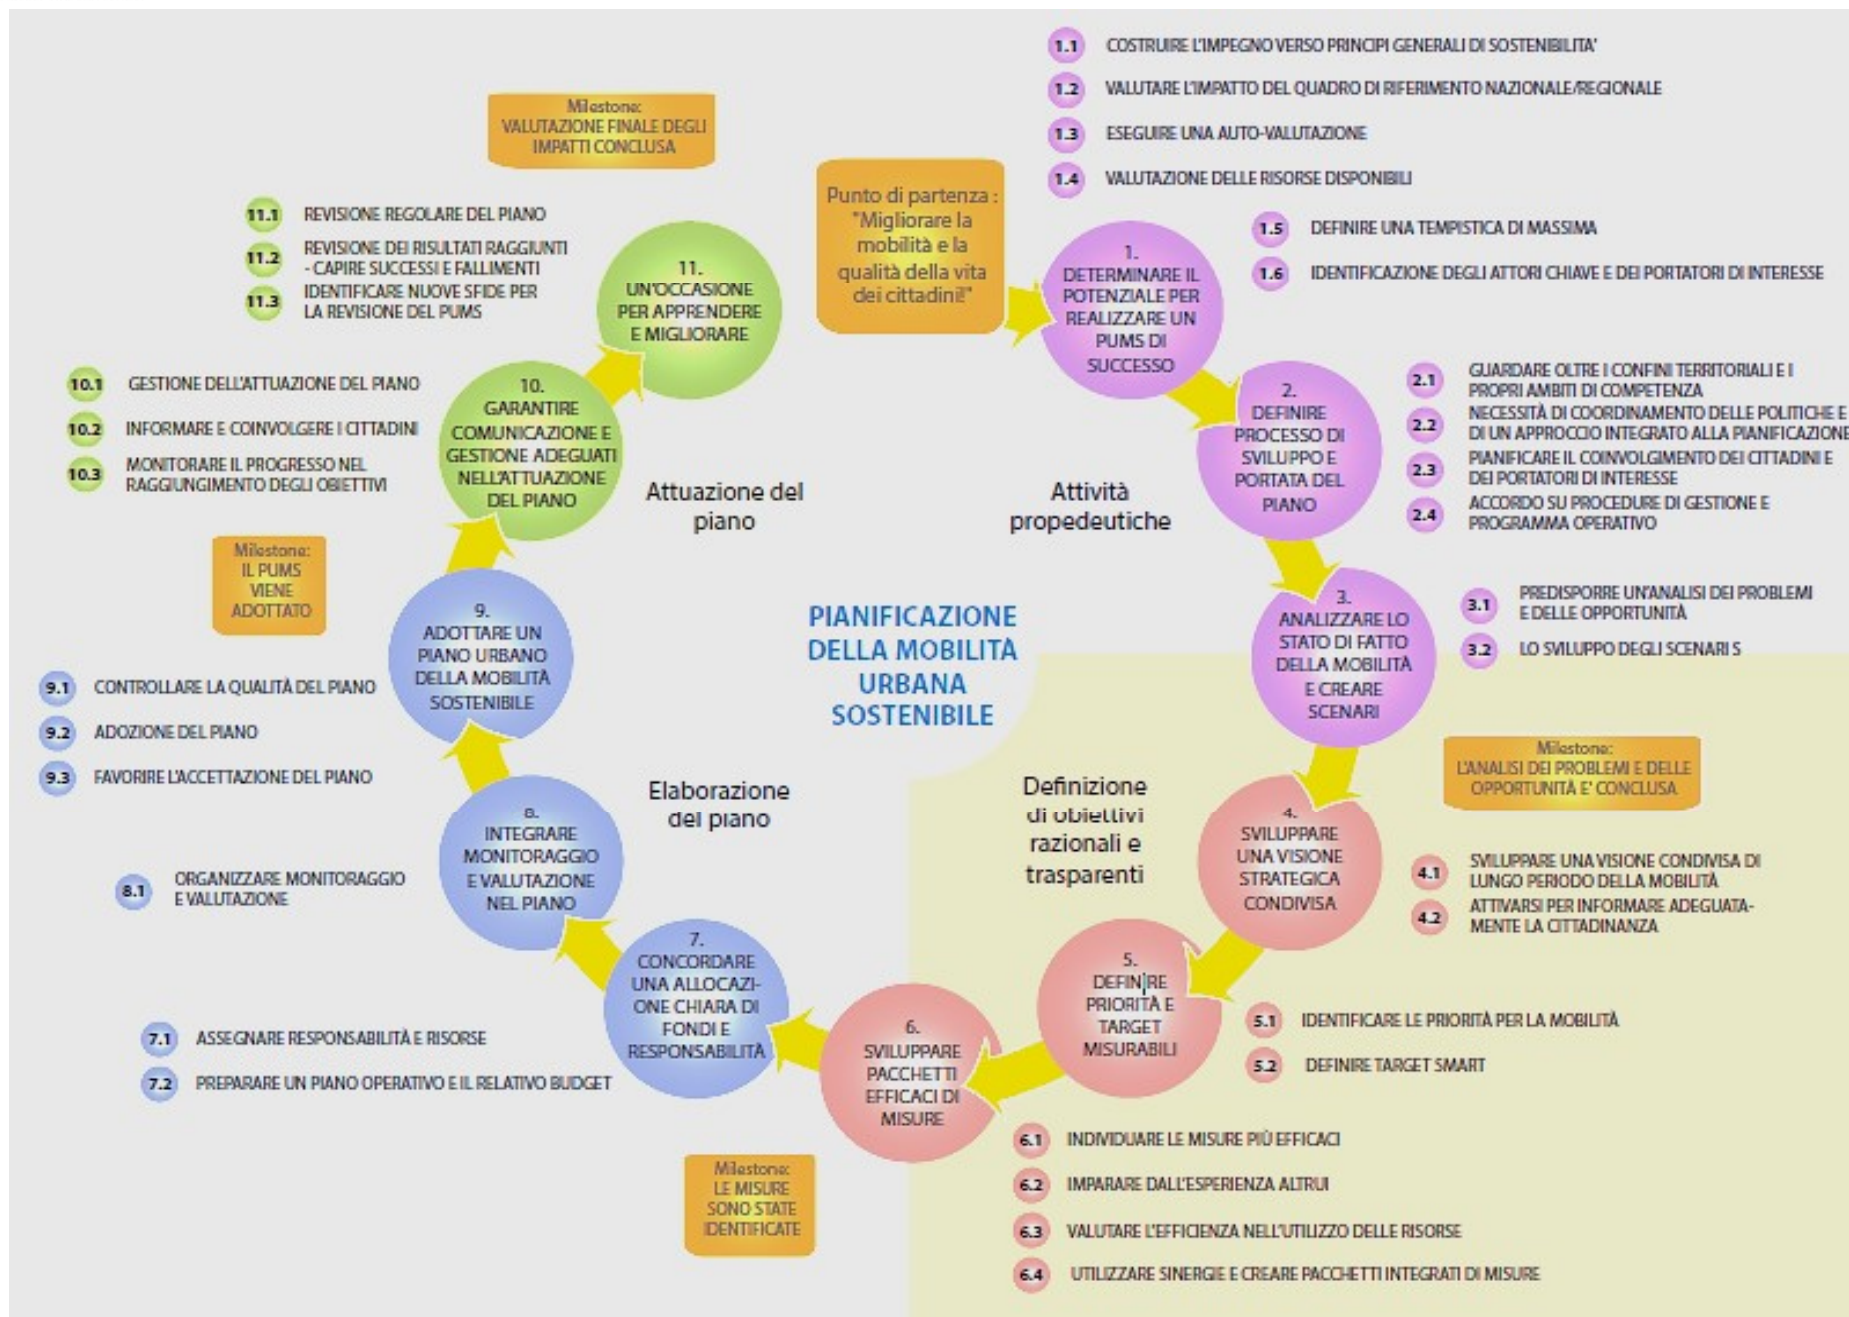 1.1 COSTRUIRE L'IMPEGNO VERSO PRINCIPI GENERALI DI SOSTENIBILITA'
1.2 VALUTARE L'IMPATTO DEL QUADRO DI RIFERIMENTO NAZIONALE/REGIONALE
1.3 ESEGUIRE UNA AUTO-VALUTAZIONE
1.4 VALUTAZIONE DELLE RISORSE DISPONIBILI
1.5 DEFINIRE UNA TEMPISTICA DI MASSIMA
1.6 IDENTIFICAZIONE DEGLI ATTORI CHIAVE E DEI PORTATORI DI INTERESSE
Punto di partenza :
"Migliorare la
mobilità e la
qualità della vita
dei cittadini!"
1.
DETERMINARE IL
POTENZIALE PER
REALIZZARE UN
PUMS DI
SUCCESSO
2.
DEFINIRE
PROCESSO DI
SVILUPPO E
PORTATA DEL
PIANO
2.1 GUARDARE OLTRE I CONFINI TERRITORIALI E I
PROPRI AMBITI DI COMPETENZA
2.2 NECESSITÀ DI COORDINAMENTO DELLE POLITICHE E
DI UN APPROCCIO INTEGRATO ALLA PIANIFICAZIONE
2.3 PIANIFICARE IL COINVOLGIMENTO DEI CITTADINI E
DEI PORTATORI DI INTERESSE
2.4 ACCORDO SU PROCEDURE DI GESTIONE E
PROGRAMMA OPERATIVO
Attività
propedeutiche
3.
ANALIZZARE LO
STATO DI FATTO
DELLA MOBILITÀ
E CREARE
SCENARI
3.1 PREDISPORRE UN'ANALISI DEI PROBLEMI
E DELLE OPPORTUNITÀ
3.2 LO SVILUPPO DEGLI SCENARI S
Milestone:
L'ANALISI DEI PROBLEMI E DELLE
OPPORTUNITÀ E' CONCLUSA
PIANIFICAZIONE
DELLA MOBILITÀ
URBANA
SOSTENIBILE
Definizione
di obiettivi
razionali e
trasparenti
4.
SVILUPPARE
UNA VISIONE
STRATEGICA
CONDIVISA
4.1 SVILUPPARE UNA VISIONE CONDIVISA DI
LUNGO PERIODO DELLA MOBILITÀ
4.2 ATTIVARSI PER INFORMARE ADEGUATA-
MENTE LA CITTADINANZA
5.
DEFINIRE
PRIORITÀ E
TARGET
MISURABILI
5.1 IDENTIFICARE LE PRIORITÀ PER LA MOBILITÀ
5.2 DEFINIRE TARGET SMART
6.
SVILUPPARE
PACCHETTI
EFFICACI DI
MISURE
6.1 INDIVIDUARE LE MISURE PIÙ EFFICACI
6.2 IMPARARE DALL'ESPERIENZA ALTRUI
6.3 VALUTARE L'EFFICIENZA NELL'UTILIZZO DELLE RISORSE
6.4 UTILIZZARE SINERGIE E CREARE PACCHETTI INTEGRATI DI MISURE
Milestone:
LE MISURE
SONO STATE
IDENTIFICATE
7.
CONCORDARE
UNA ALLOCAZI-
ONE CHIARA DI
FONDI E
RESPONSABILITÀ
7.1 ASSEGNARE RESPONSABILITÀ E RISORSE
7.2 PREPARARE UN PIANO OPERATIVO E IL RELATIVO BUDGET
Elaborazione
del piano
8.
INTEGRARE
MONITORAGGIO
E VALUTAZIONE
NEL PIANO
8.1 ORGANIZZARE MONITORAGGIO
E VALUTAZIONE
9.
ADOTTARE UN
PIANO URBANO
DELLA MOBILITÀ
SOSTENIBILE
9.1 CONTROLLARE LA QUALITÀ DEL PIANO
9.2 ADOZIONE DEL PIANO
9.3 FAVORIRE L'ACCETTAZIONE DEL PIANO
Milestone:
IL PUMS
VIENE
ADOTTATO
Attuazione del
piano
10.
GARANTIRE
COMUNICAZIONE E
GESTIONE ADEGUATI
NELL'ATTUAZIONE
DEL PIANO
10.1 GESTIONE DELL'ATTUAZIONE DEL PIANO
10.2 INFORMARE E COINVOLGERE I CITTADINI
10.3 MONITORARE IL PROGRESSO NEL
RAGGIUNGIMENTO DEGLI OBIETTIVI
11.
UN'OCCASIONE
PER APPRENDERE
E MIGLIORARE
11.1 REVISIONE REGOLARE DEL PIANO
11.2 REVISIONE DEI RISULTATI RAGGIUNTI
- CAPIRE SUCCESSI E FALLIMENTI
11.3 IDENTIFICARE NUOVE SFIDE PER
LA REVISIONE DEL PUMS
Milestone:
VALUTAZIONE FINALE DEGLI
IMPATTI CONCLUSA